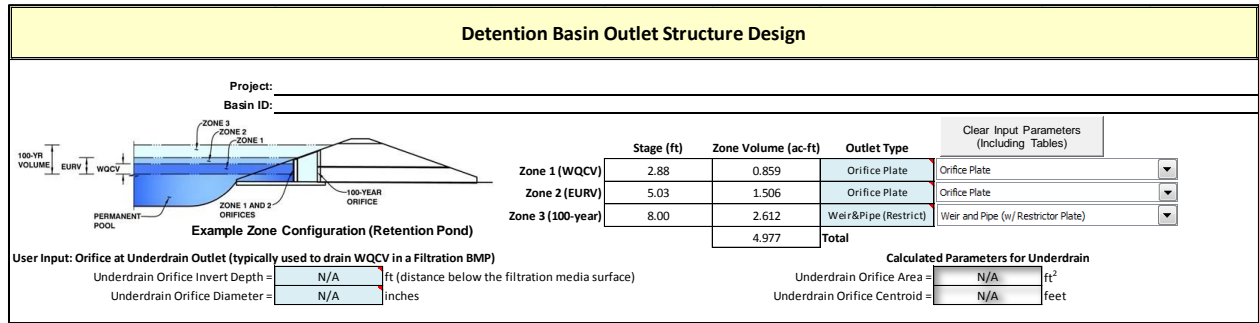 Detention Basin Outlet Structure Design
Project:
Basin ID:
ZONE 3
ZONE 2
ZONE 1
100-YR
VOLUME
EURV
WQCV
100-YEAR
ORIFICE
ZONE 1 AND 2
ORIFICES
PERMANENT
POOL
Example Zone Configuration (Retention Pond)
Clear Input Parameters
(Including Tables)
Stage (ft) Zone Volume (ac-ft) Outlet Type
Zone 1 (WQCV) 2.88 0.859 Orifice Plate Orifice Plate
Zone 2 (EURV) 5.03 1.506 Orifice Plate Orifice Plate
Zone 3 (100-year) 8.00 2.612 Weir&Pipe (Restrict) Weir and Pipe (w/ Restrictor Plate)
4.977 Total
User Input: Orifice at Underdrain Outlet (typically used to drain WQCV in a Filtration BMP)
Underdrain Orifice Invert Depth = N/A ft (distance below the filtration media surface)
Underdrain Orifice Diameter = N/A inches
Calculated Parameters for Underdrain
Underdrain Orifice Area = N/A ft²
Underdrain Orifice Centroid = N/A feet